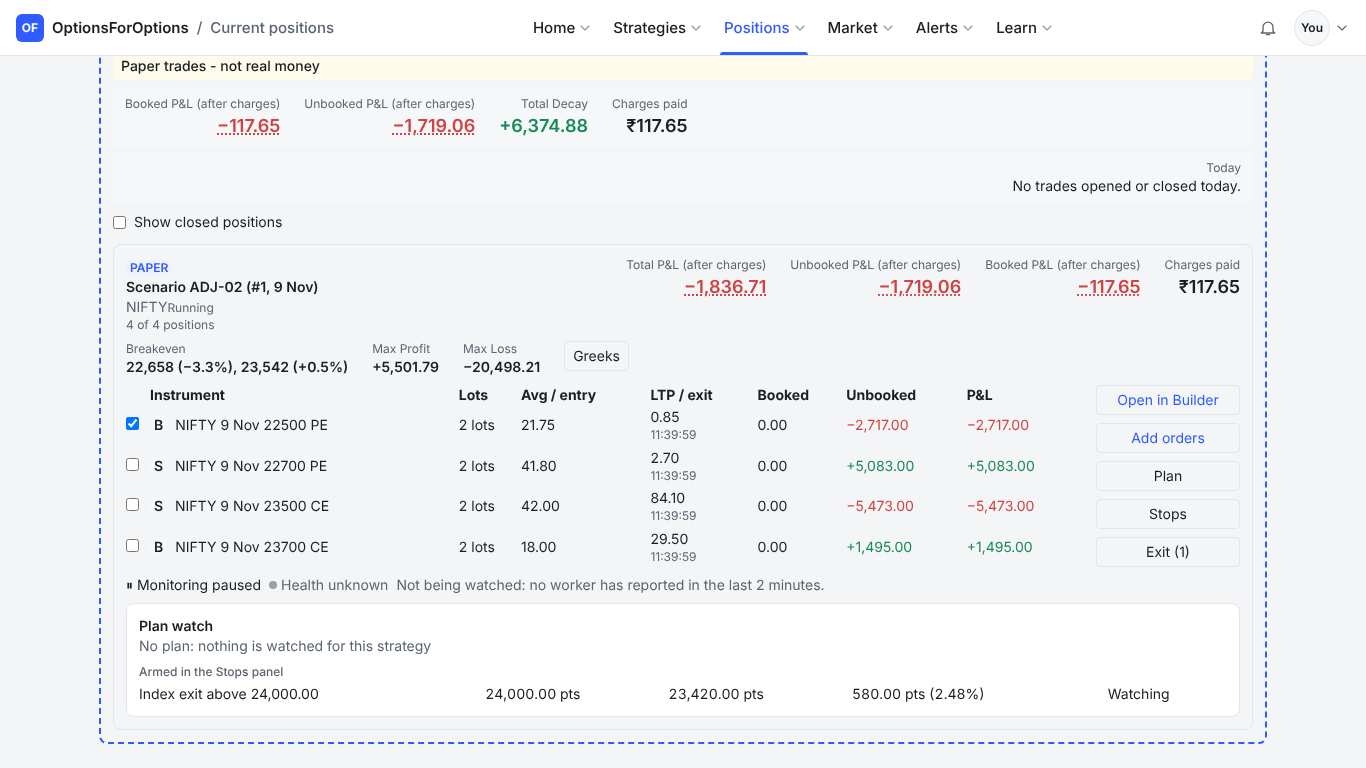 OF OptionsForOptions / Current positions Home Strategies Positions Market Alerts Learn You
Paper trades - not real money
Booked P&L (after charges) Unbooked P&L (after charges) Total Decay Charges paid
−117.65 −1,719.06 +6,374.88 ₹117.65
Today
No trades opened or closed today.
Show closed positions
PAPER Total P&L (after charges) Unbooked P&L (after charges) Booked P&L (after charges) Charges paid
Scenario ADJ-02 (#1, 9 Nov) −1,836.71 −1,719.06 −117.65 ₹117.65
NIFTYRunning
4 of 4 positions
Breakeven Max Profit Max Loss Greeks
22,658 (−3.3%), 23,542 (+0.5%) +5,501.79 −20,498.21
Instrument Lots Avg / entry LTP / exit Booked Unbooked P&L Open in Builder
B NIFTY 9 Nov 22500 PE 2 lots 21.75 0.85 0.00 −2,717.00 −2,717.00
11:39:59 Add orders
B NIFTY 9 Nov 22700 PE 2 lots 41.80 2.70 0.00 +5,083.00 +5,083.00
11:39:59 Plan
S NIFTY 9 Nov 23500 CE 2 lots 42.00 84.10 0.00 −5,473.00 −5,473.00
11:39:59 Stops
B NIFTY 9 Nov 23700 CE 2 lots 18.00 29.50 0.00 +1,495.00 +1,495.00
11:39:59 Exit (1)
Monitoring paused Health unknown Not being watched: no worker has reported in the last 2 minutes.
Plan watch
No plan: nothing is watched for this strategy
Armed in the Stops panel
Index exit above 24,000.00 24,000.00 pts 23,420.00 pts 580.00 pts (2.48%) Watching